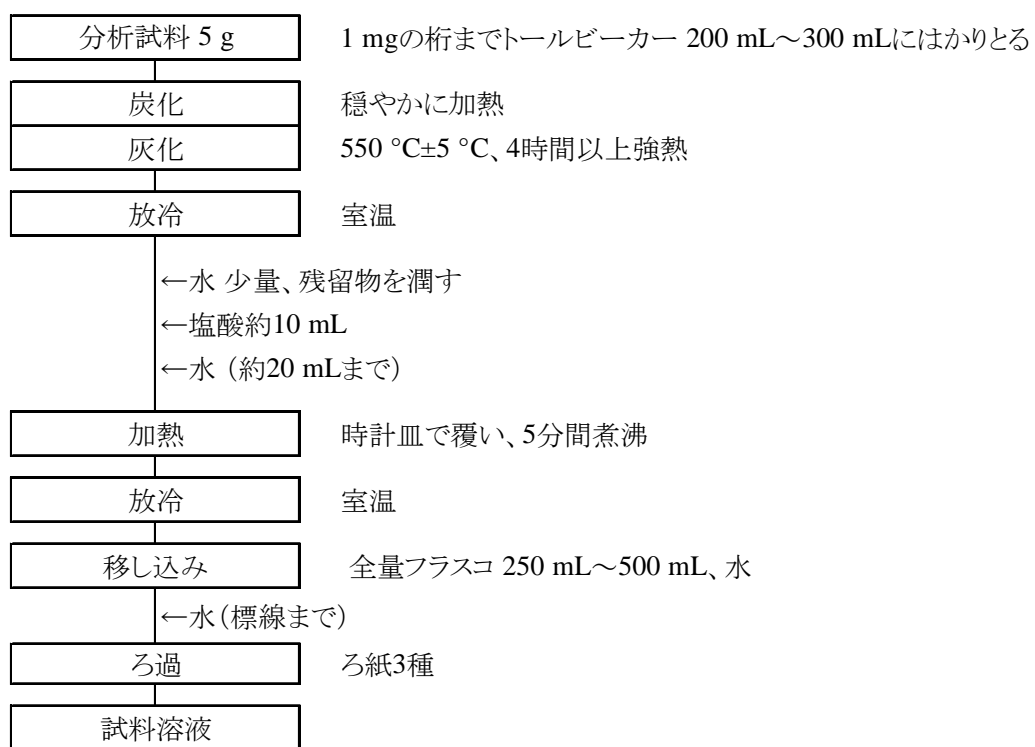 分析試料 5 g 1 mgの桁までトールビーカー 200 mL～300 mLにはかりとる
炭化 穏やかに加熱
灰化 550 °C±5 °C、4時間以上強熱
放冷 室温
←水 少量、残留物を潤す
←塩酸約10 mL
←水（約20 mLまで）
加熱 時計皿で覆い、5分間煮沸
放冷 室温
移し込み 全量フラスコ 250 mL～500 mL、水
←水（標線まで）
ろ過 ろ紙3種
試料溶液